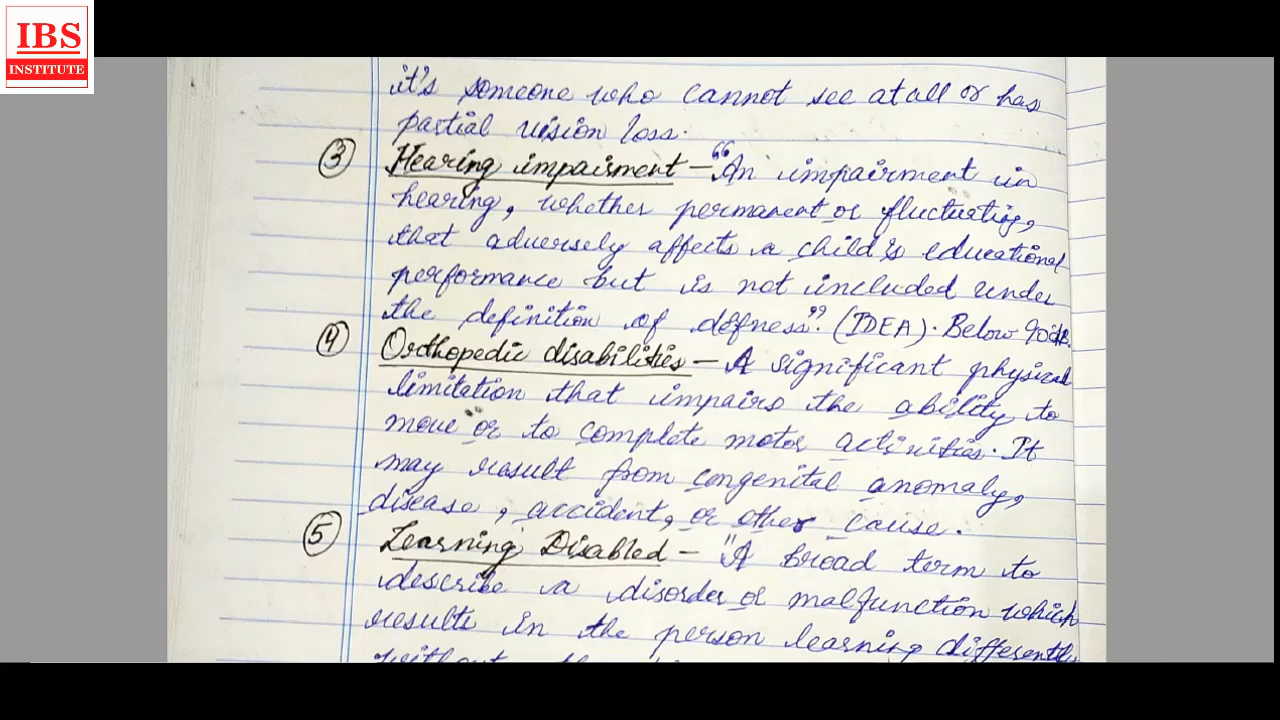 IBS
INSTITUTE
it's someone who cannot see at all or has
partial vision loss.
③ Hearing impairment – "An impairment in
hearing, whether permanent or fluctuating,
that adversely affects a child's educational
performance but is not included under
the definition of defness". (IDEA). Below 90 dB.
④ Orthopedic disabilities – A significant physical
limitation that impairs the ability to
move or to complete motor activities. It
may result from congenital anomaly,
disease, accident, or other cause.
⑤ Learning Disabled – "A broad term to
describe a disorder or malfunction which
results in the person learning differently
without